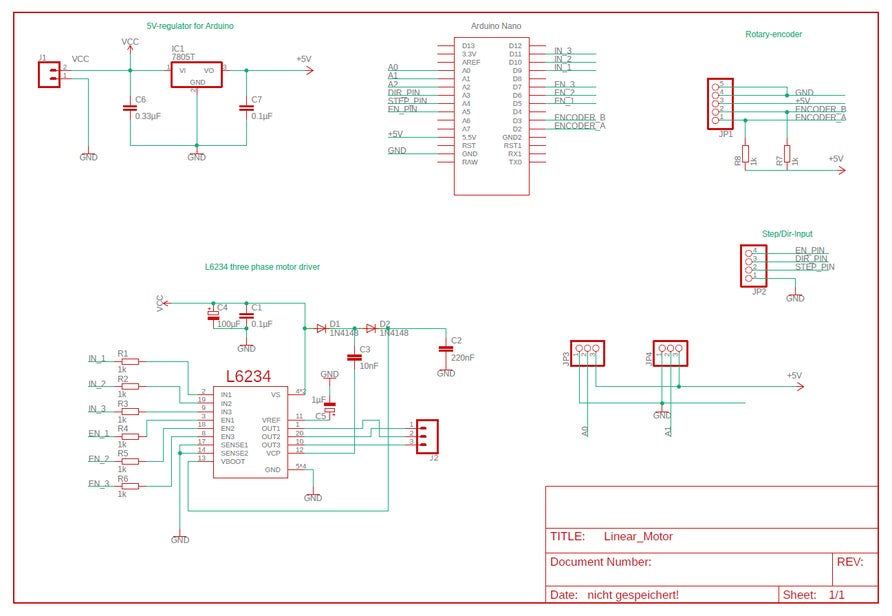 5V-regulator for Arduino
J1
VCC
2
1
GND
VCC
IC1
7805T
1
VI
VO
3
GND
2
+5V
C6
0.33µF
C7
0.1µF
GND
Arduino Nano
A0
A1
A2
DIR_PIN
STEP_PIN
EN_PIN
+5V
GND
D13
3.3V
AREF
A0
A1
A2
A3
A4
A5
A6
A7
5.5V
RST
GND
RAW
D12
D11
D10
D9
D8
D7
D6
D5
D4
D3
D2
GND2
RST1
RX1
TX0
IN_3
IN_2
IN_1
EN_3
EN_2
EN_1
ENCODER_B
ENCODER_A
Rotary-encoder
5
4
3
2
1
JP1
GND
+5V
ENCODER_B
ENCODER_A
R8
1k
R7
1k
+5V
Step/Dir-Input
4
3
2
1
JP2
EN_PIN
DIR_PIN
STEP_PIN
GND
L6234 three phase motor driver
VCC
C4
100µF
C1
0.1µF
GND
D1
1N4148
D2
1N4148
C3
10nF
C2
220nF
GND
IN_1
R1
1k
IN_2
R2
1k
IN_3
R3
1k
EN_1
R4
1k
EN_2
R5
1k
EN_3
R6
1k
L6234
2
19
9
3
18
8
17
14
13
IN1
IN2
IN3
EN1
EN2
EN3
SENSE1
SENSE2
VBOOT
VS
VREF
OUT1
OUT2
OUT3
VCP
GND
4*2
11
1
20
10
12
5*4
GND
1µF
C5
1
2
3
J2
GND
GND
JP3
1
2
3
A0
JP4
1
2
3
GND
A1
+5V
TITLE: Linear_Motor
Document Number:
REV:
Date: nicht gespeichert!
Sheet: 1/1